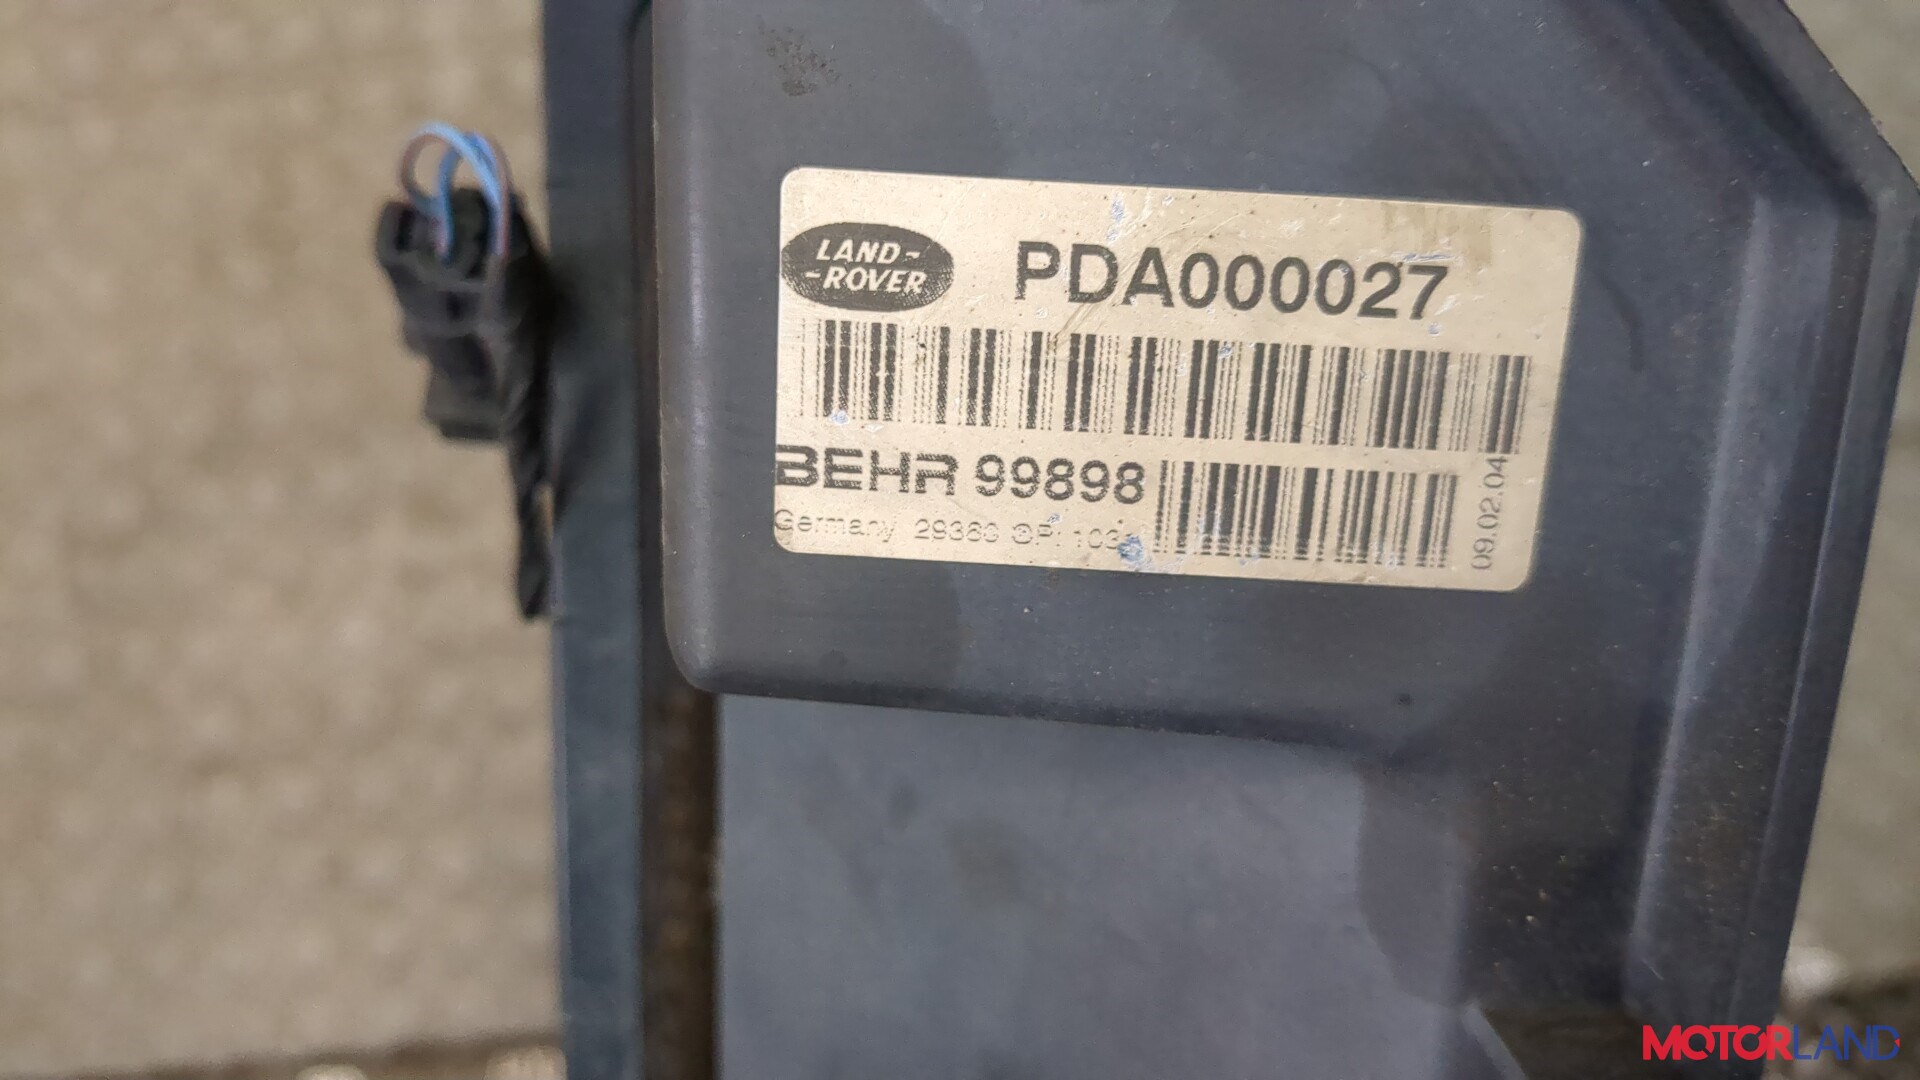 LAND-
-ROVER
PDA000027
BEHR 99898
Germany
09.02.04
MOTORLAND